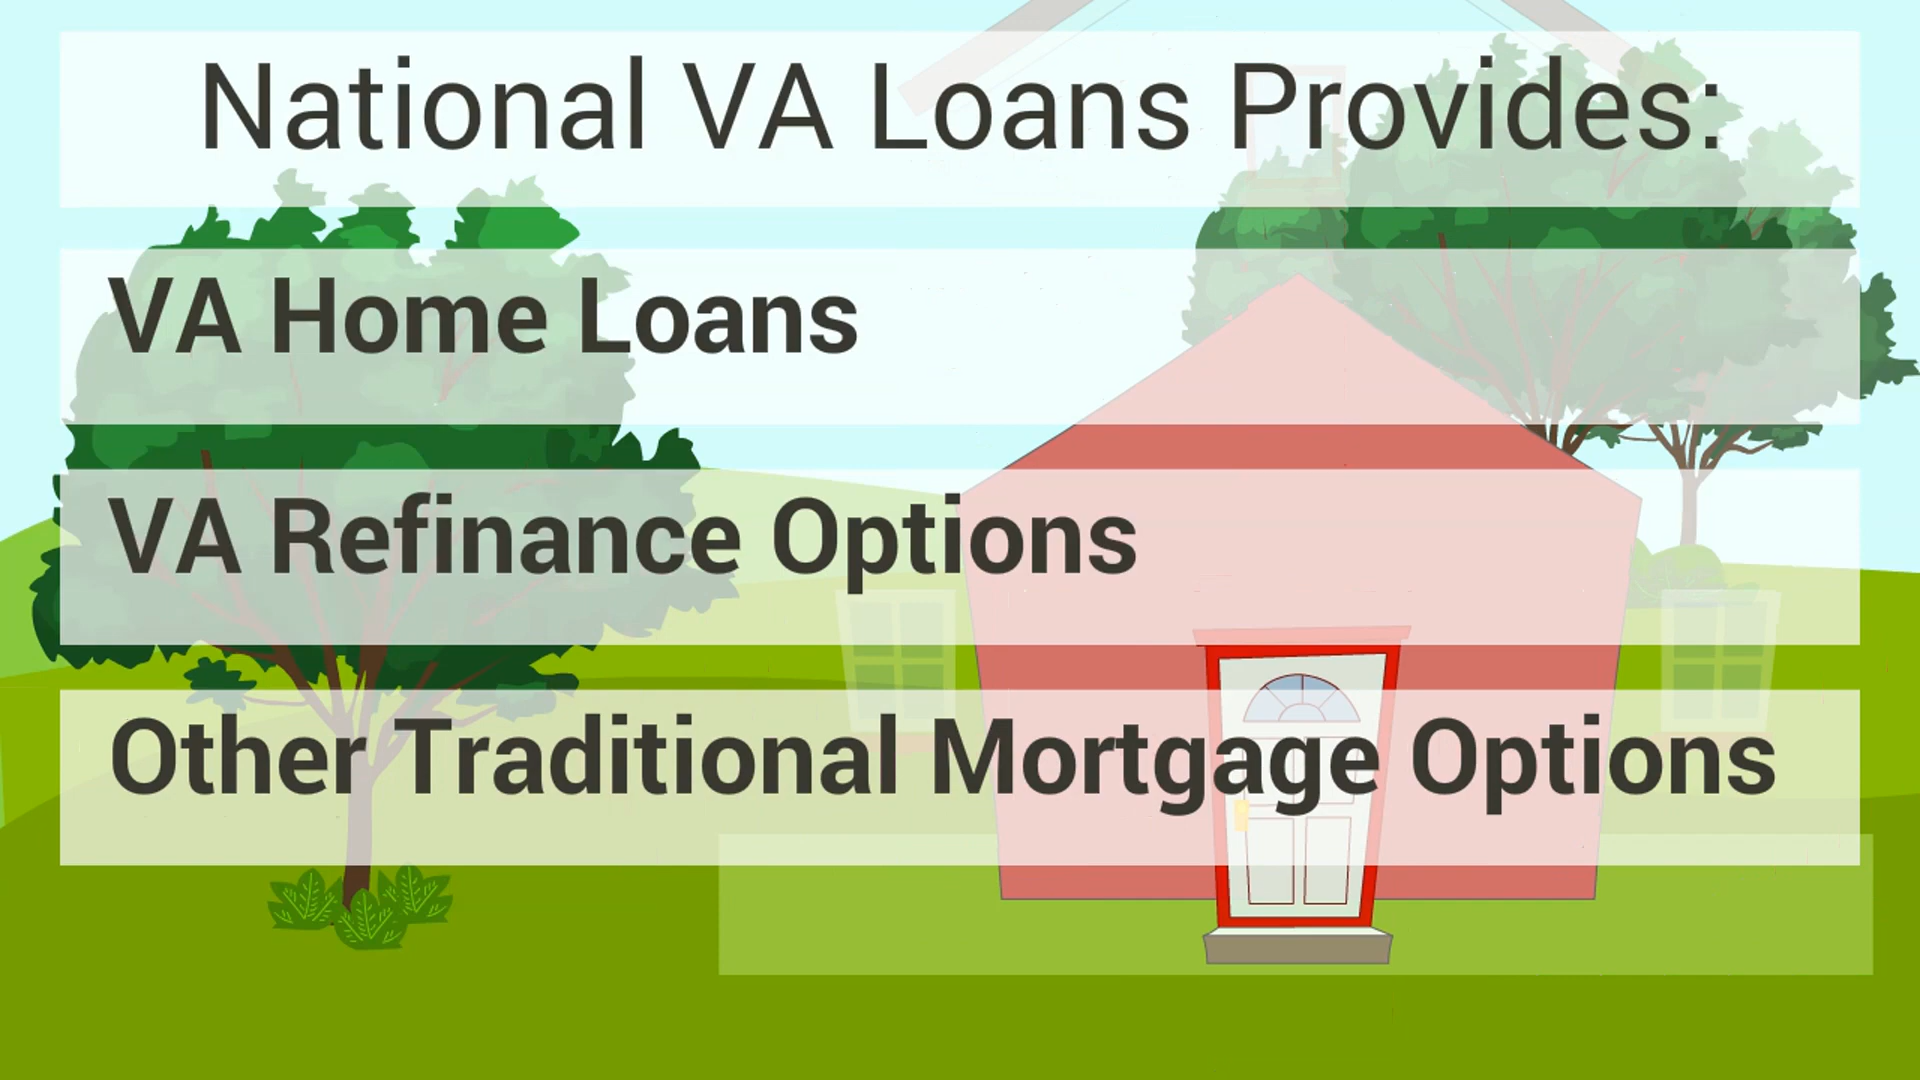 National VA Loans Provides:
VA Home Loans
VA Refinance Options
Other Traditional Mortgage Options